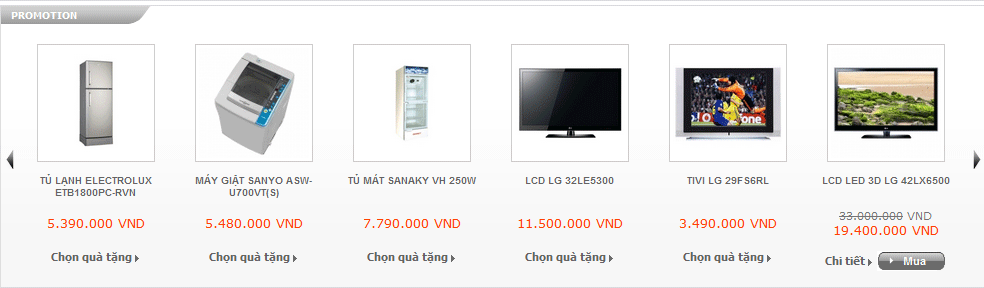 PROMOTION
TỦ LẠNH ELECTROLUX
ETB1800PC-RVN
5.390.000 VND
Chọn quà tặng
MÁY GIẶT SANYO ASW-
U700VT(S)
5.480.000 VND
Chọn quà tặng
TỦ MÁT SANAKY VH 250W
7.790.000 VND
Chọn quà tặng
LCD LG 32LE5300
11.500.000 VND
Chọn quà tặng
TIVI LG 29FS6RL
3.490.000 VND
Chọn quà tặng
LCD LED 3D LG 42LX6500
33.000.000 VND
19.400.000 VND
Chi tiết
Mua